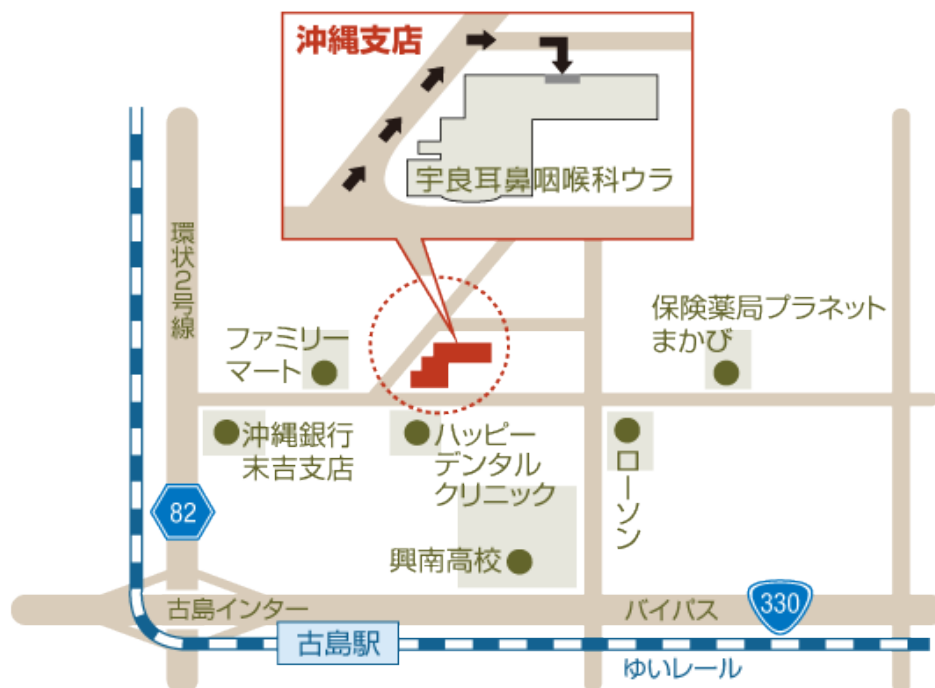 沖縄支店
宇良耳鼻咽喉科ウラ
環状2号線
ファミリー
マート
保険薬局プラネット
まかび
沖縄銀行
末吉支店
ハッピー
デンタル
クリニック
ローソン
82
興南高校
古島インター
バイパス
330
古島駅
ゆいレール